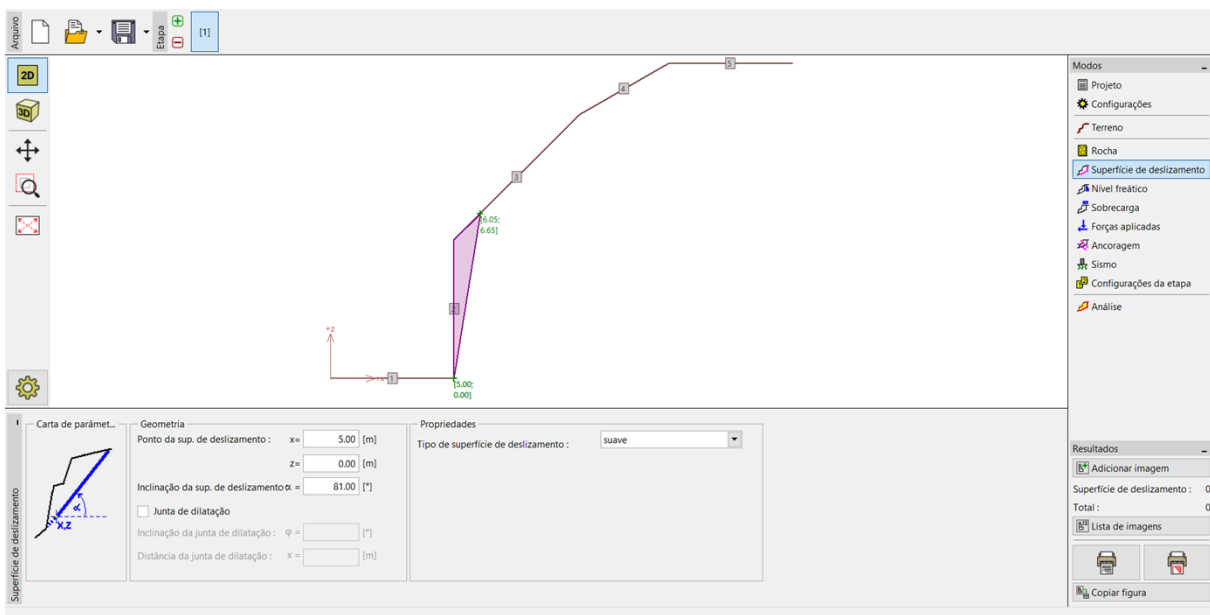 Arquivo
Etapa
[1]
2D
3D
5
4
3
[6.05;
6.65]
+z
1
[5.00;
0.00]
Modos
Projeto
Configurações
Terreno
Rocha
Superfície de deslizamento
Nível freático
Sobrecarga
Forças aplicadas
Ancoragem
Sismo
Configurações da etapa
Análise
Resultados
Adicionar imagem
Superfície de deslizamento : 0
Total : 0
Lista de imagens
Copiar figura
Superfície de deslizamento
Carta de parâmet...
α
X,Z
Geometria
Ponto da sup. de deslizamento : x= 5.00 [m]
z= 0.00 [m]
Inclinação da sup. de deslizamento α = 81.00 [°]
Junta de dilatação
Inclinação da junta de dilatação : φ = [°]
Distância da junta de dilatação : x = [m]
Propriedades
Tipo de superfície de deslizamento : suave